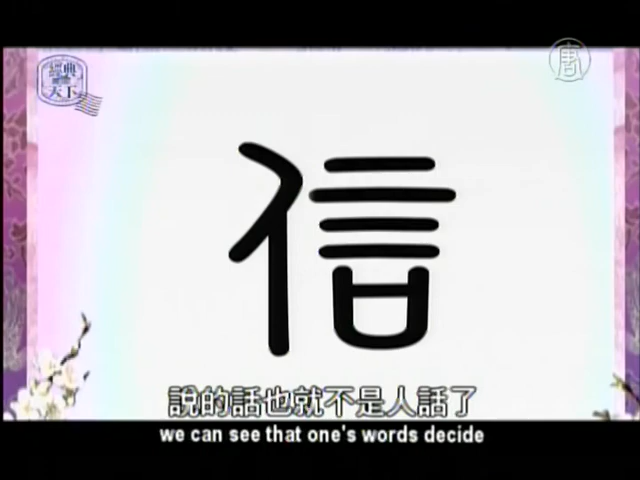 經典
天下
唐
信
說的話也就不是人話了
we can see that one's words decide